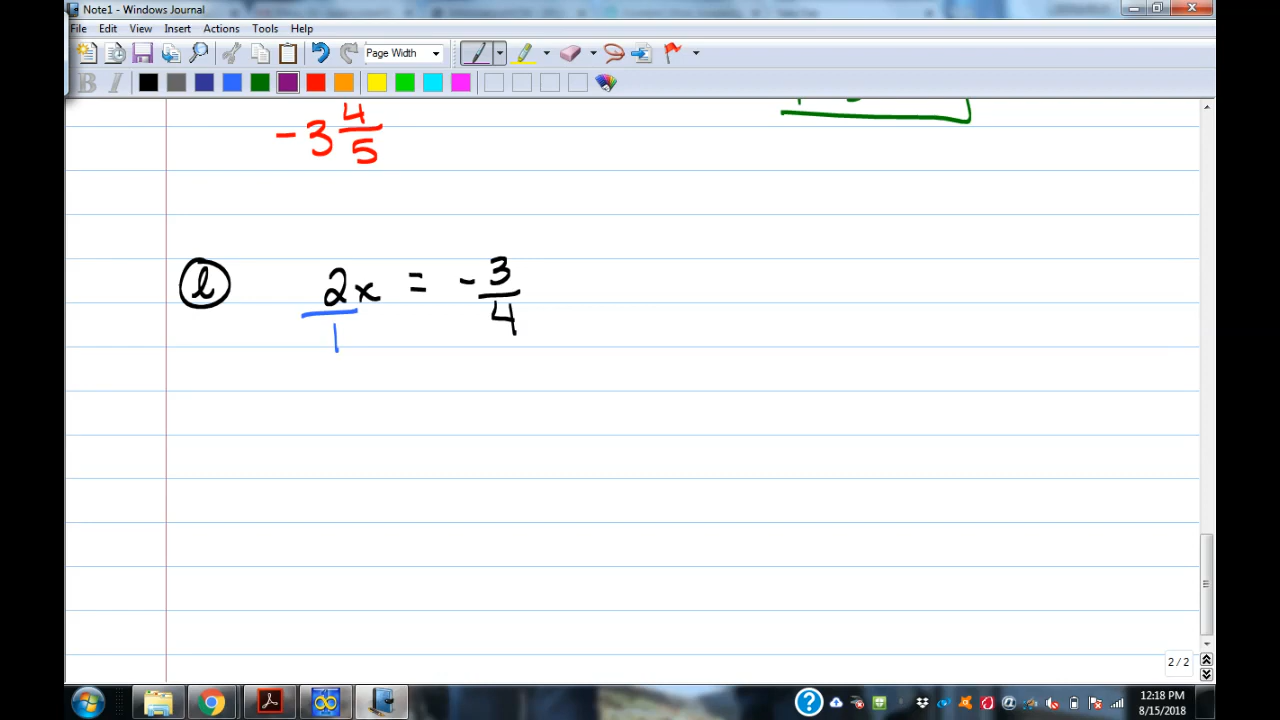 Note1 - Windows Journal
File Edit View Insert Actions Tools Help
Page Width
B I
-3 4/5
ⓛ 2x/1 = -3/4
2 / 2
12:18 PM
8/15/2018